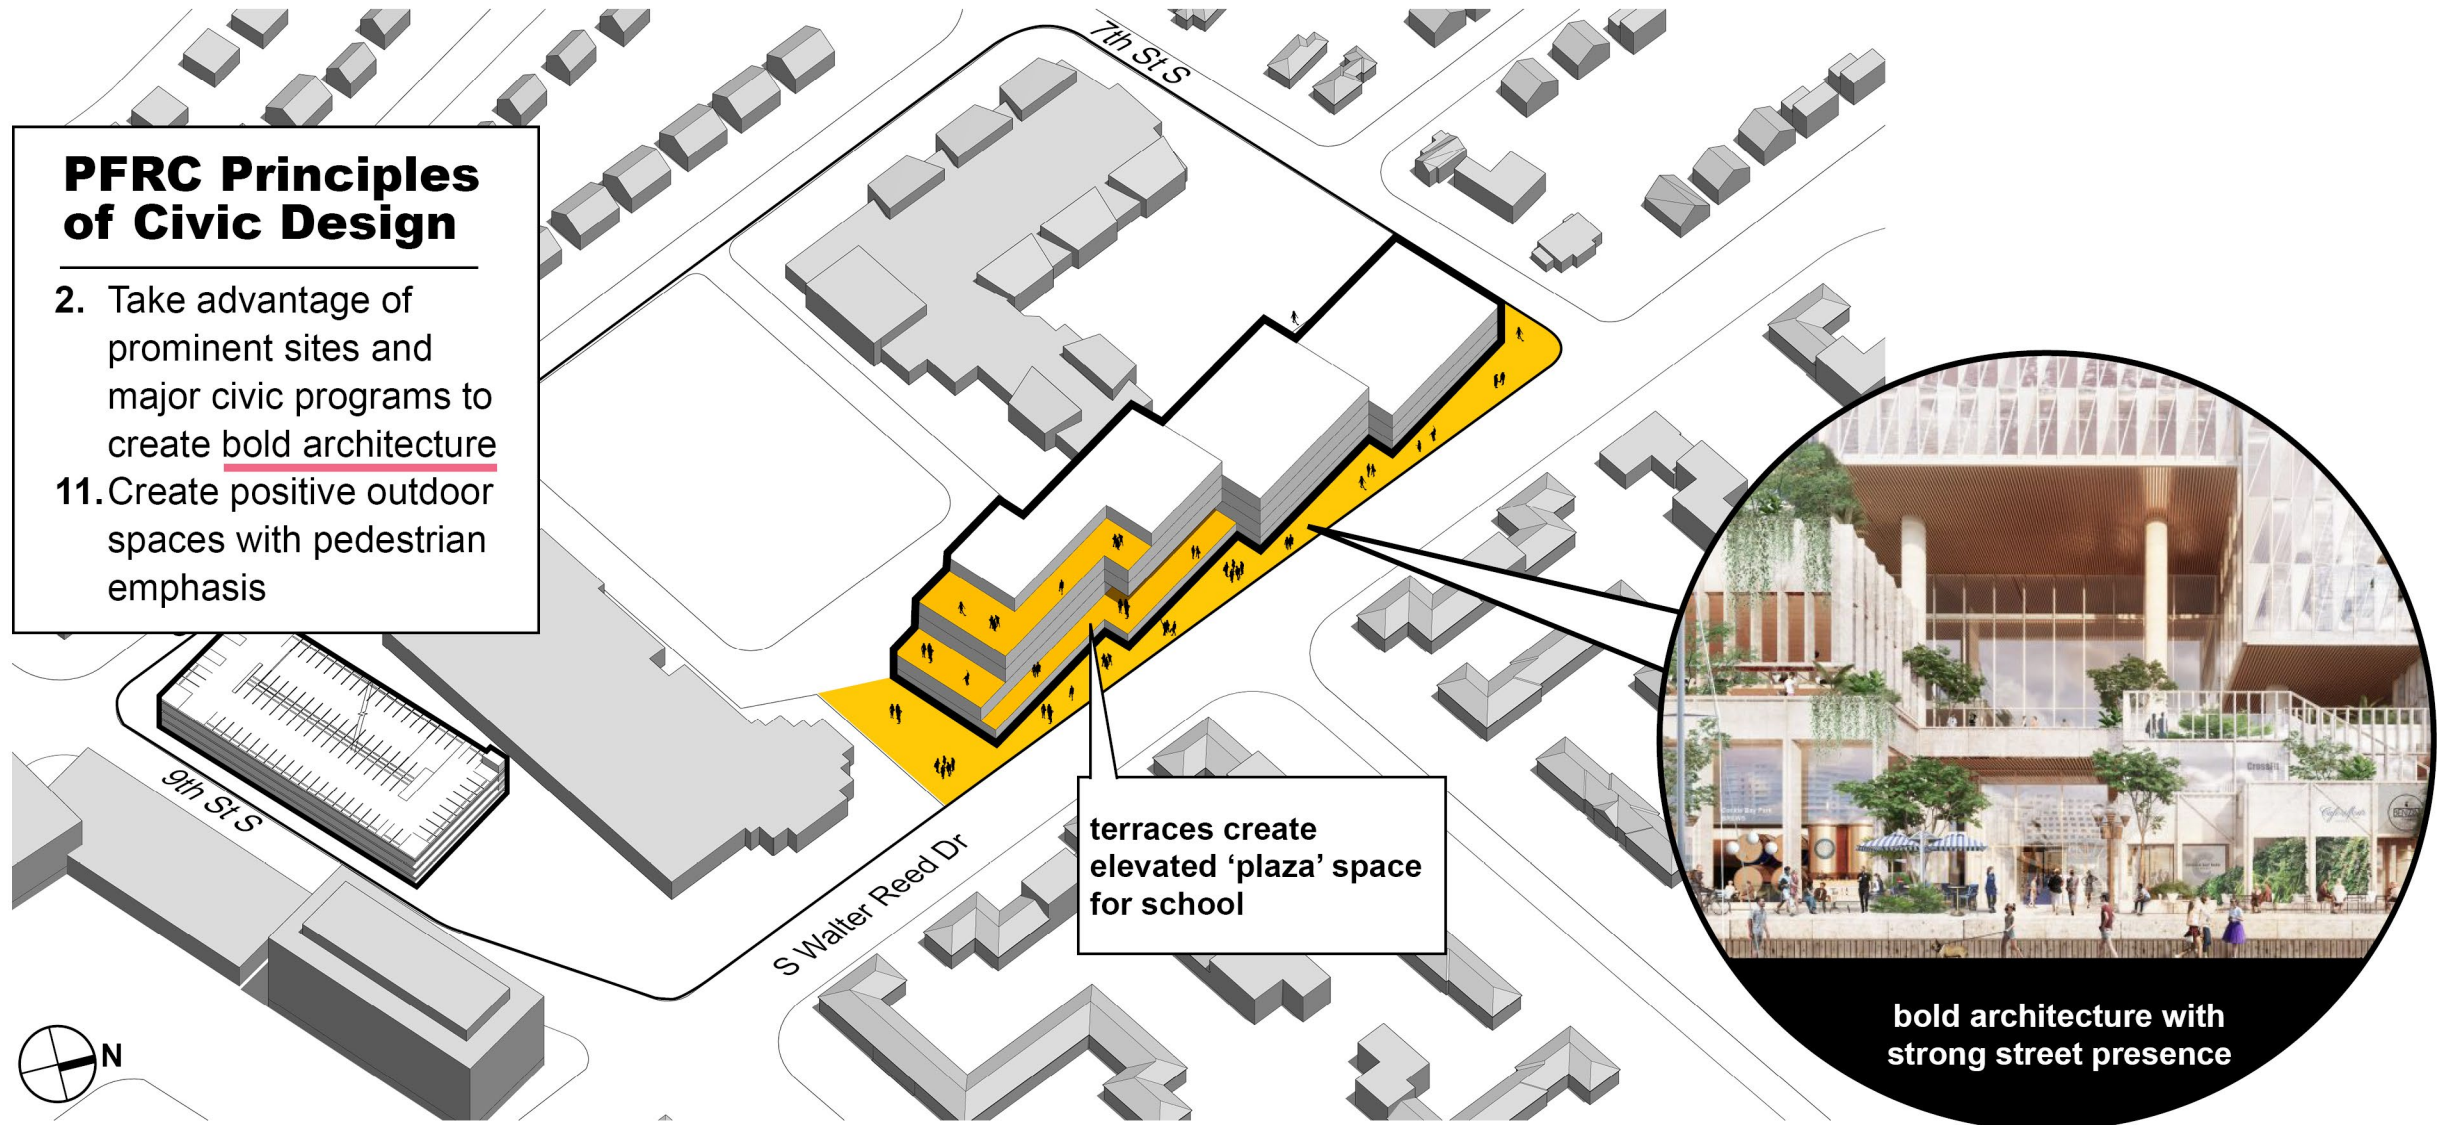 7th St S
PFRC Principles
of Civic Design
2. Take advantage of
prominent sites and
major civic programs to
create bold architecture
11. Create positive outdoor
spaces with pedestrian
emphasis
9th St S
S Walter Reed Dr
terraces create
elevated ‘plaza’ space
for school
N
CrossFit
bold architecture with
strong street presence